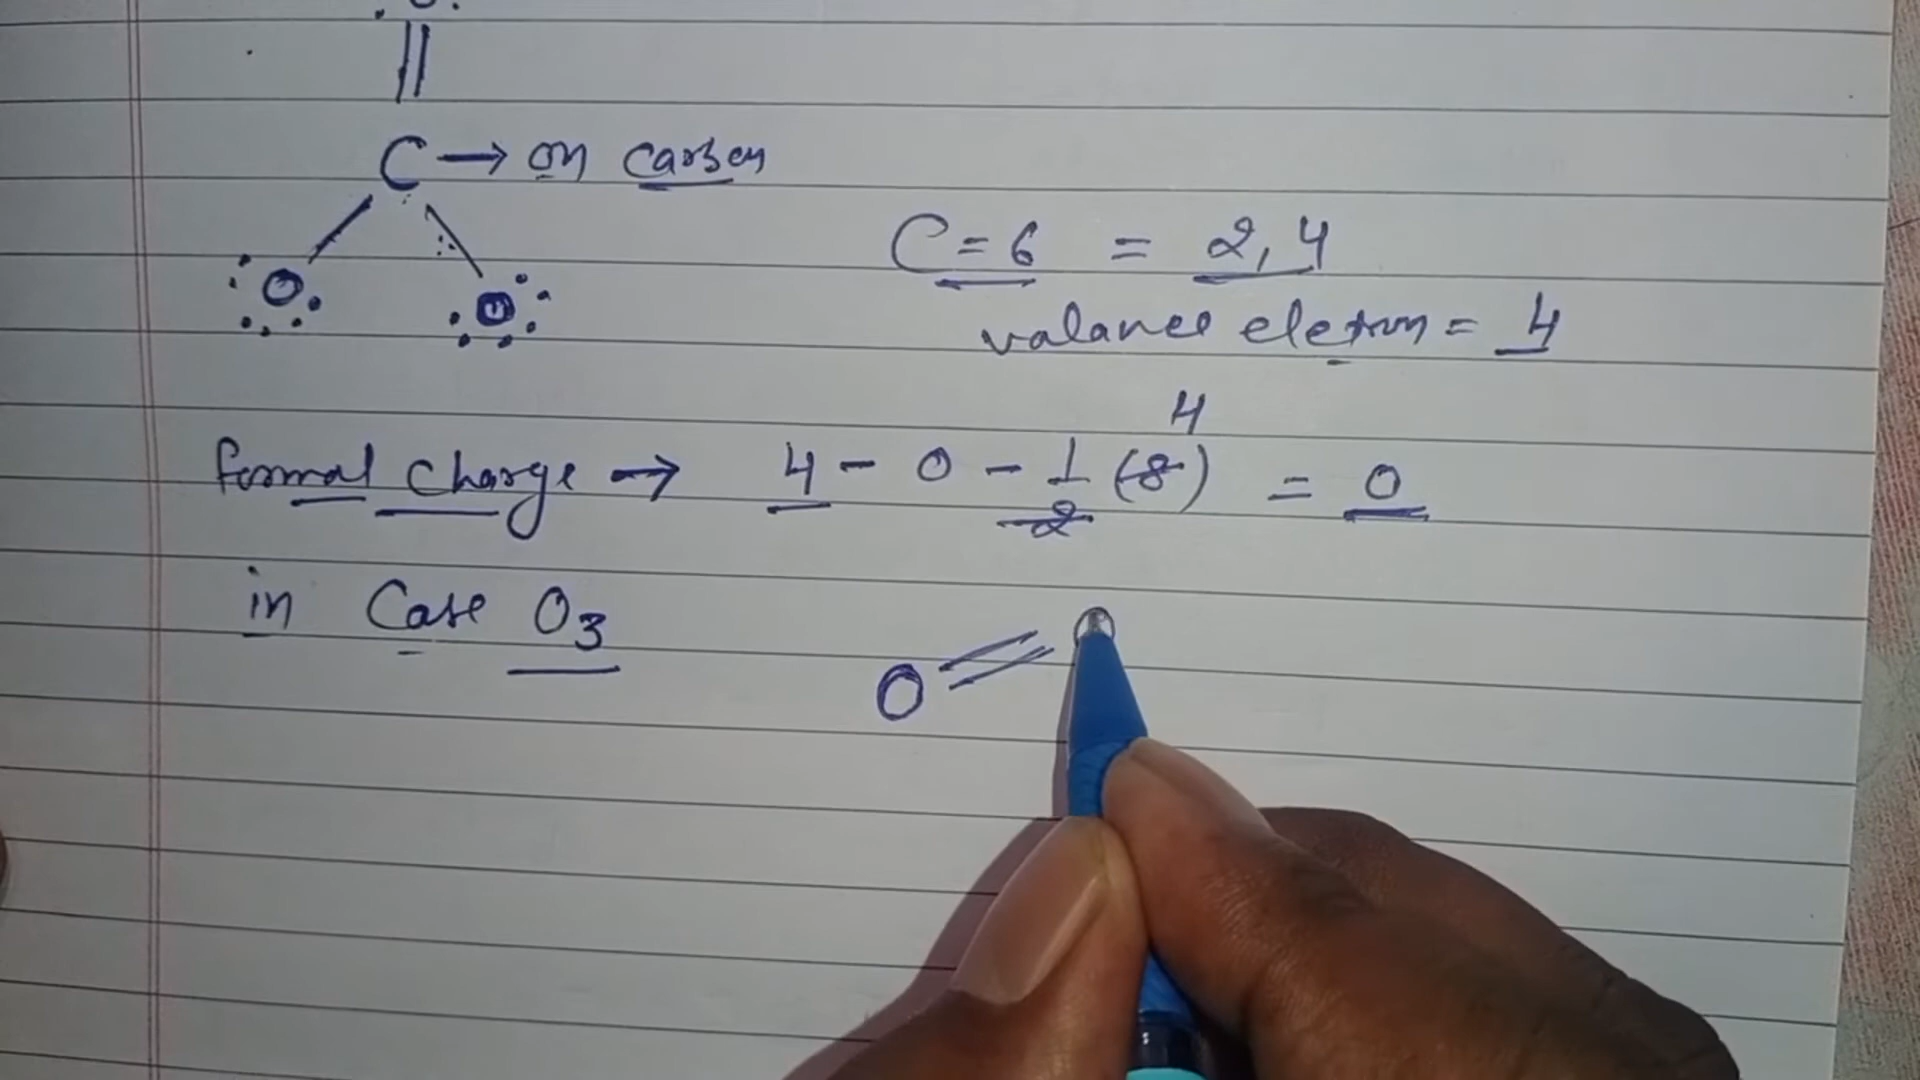 O
C → on carbon
C = 6 = 2, 4
O O
valance eletron = 4
4
formal charge → 4 - 0 - 1/2 (8) = 0
in Case O3
O